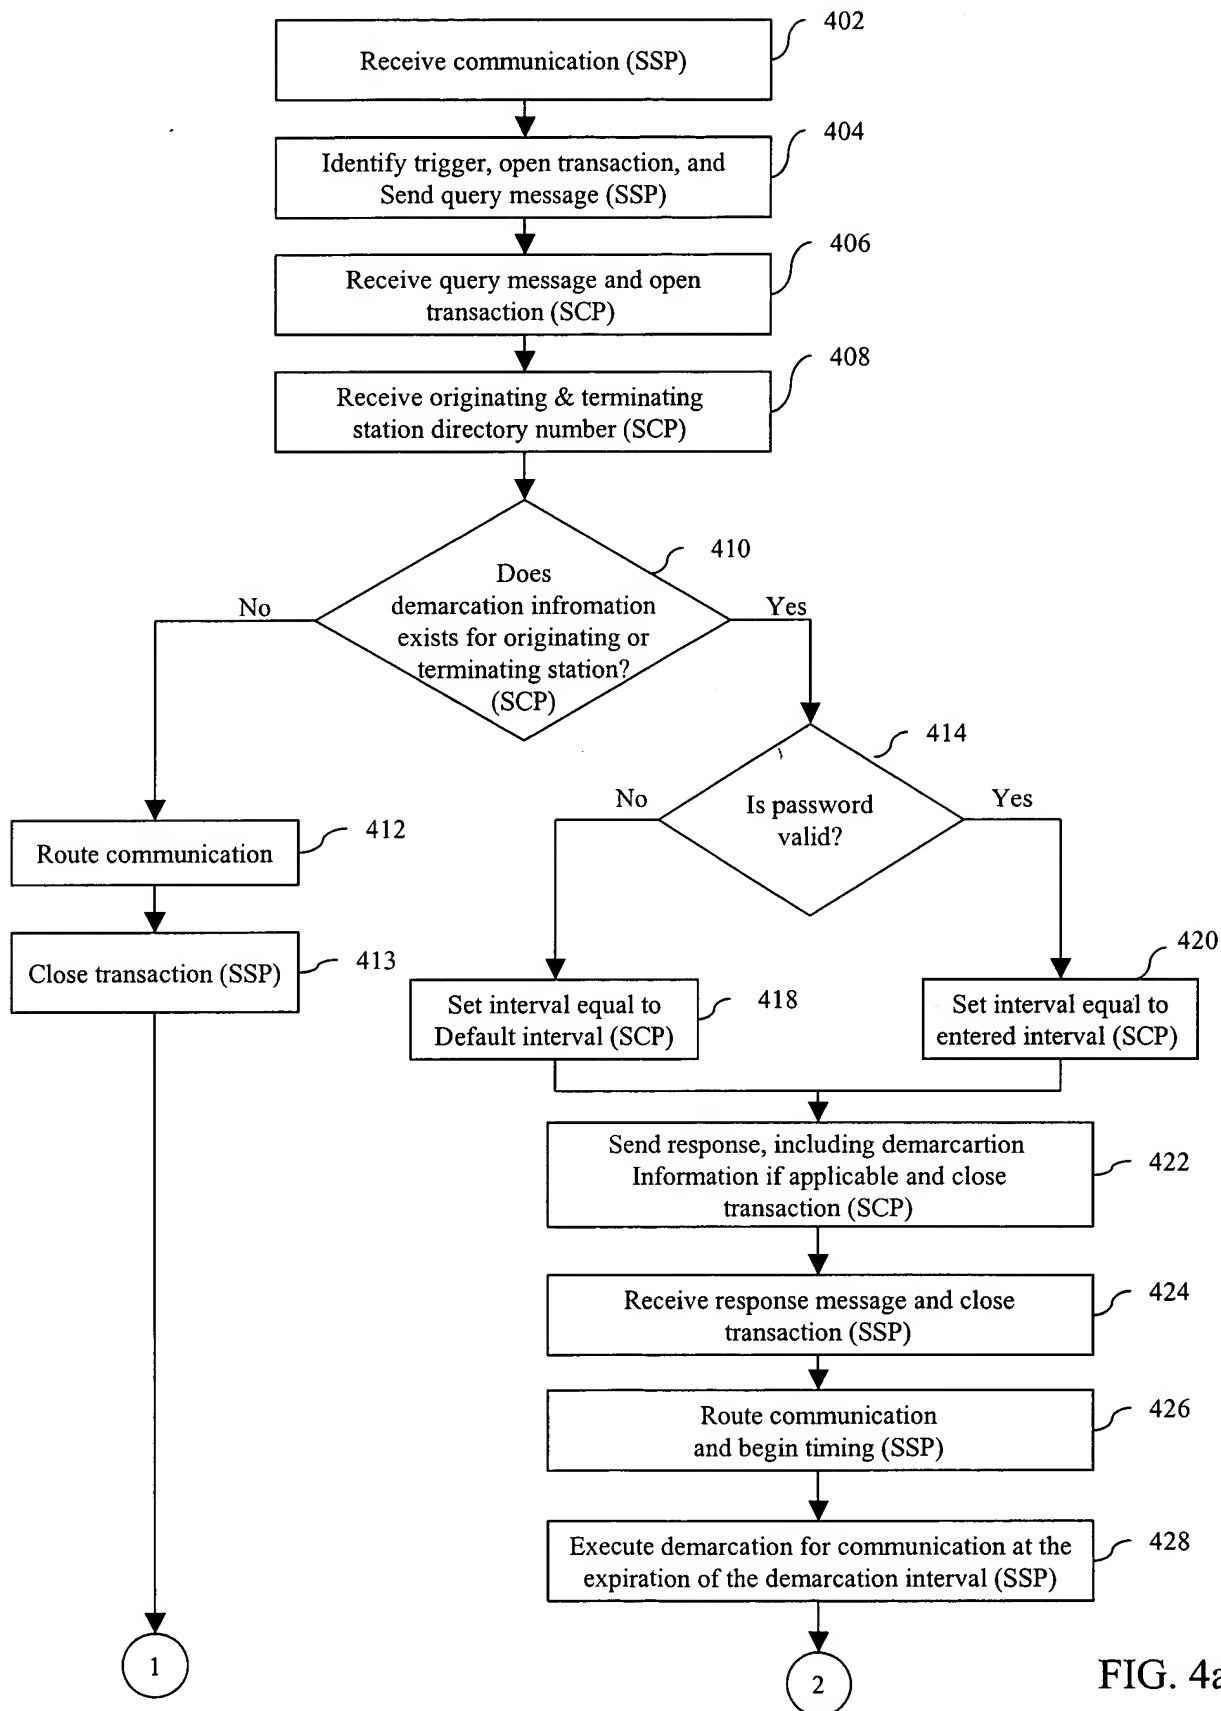 402
Receive communication (SSP)
404
Identify trigger, open transaction, and
Send query message (SSP)
406
Receive query message and open
transaction (SCP)
408
Receive originating & terminating
station directory number (SCP)
410
Does
demarcation infromation
exists for originating or
terminating station?
(SCP)
No
Yes
414
Is password
valid?
No
Yes
412
Route communication
413
Close transaction (SSP)
418
Set interval equal to
Default interval (SCP)
420
Set interval equal to
entered interval (SCP)
422
Send response, including demarcartion
Information if applicable and close
transaction (SCP)
424
Receive response message and close
transaction (SSP)
426
Route communication
and begin timing (SSP)
428
Execute demarcation for communication at the
expiration of the demarcation interval (SSP)
1
2
FIG. 4a